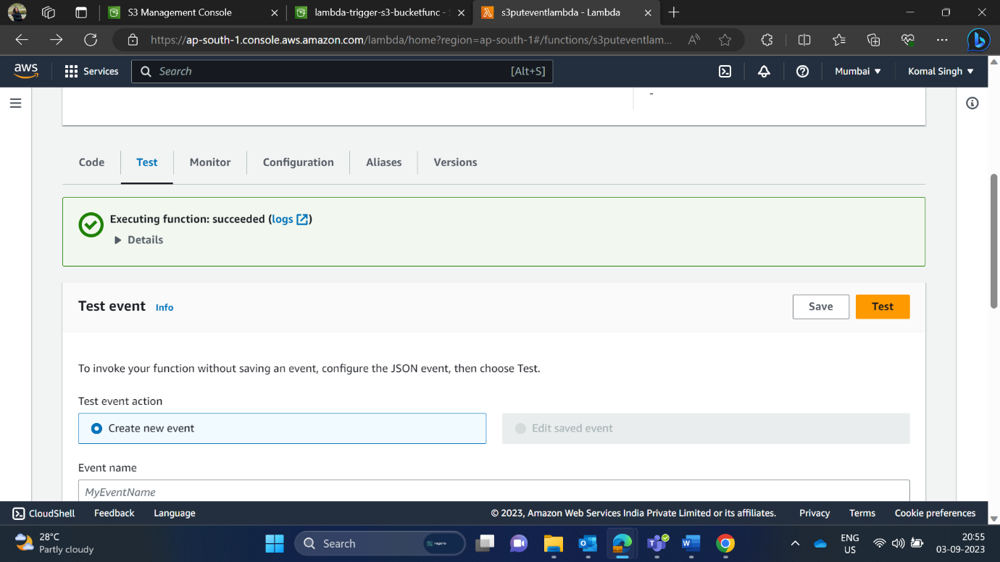 S3 Management Console
lambda-trigger-s3-bucketfunc -
s3puteventlambda - Lambda
https://ap-south-1.console.aws.amazon.com/lambda/home?region=ap-south-1#/functions/s3puteventlam...
aws
Services
Search
[Alt+S]
Mumbai
Komal Singh
-
Code
Test
Monitor
Configuration
Aliases
Versions
Executing function: succeeded (logs)
Details
Test event Info
Save
Test
To invoke your function without saving an event, configure the JSON event, then choose Test.
Test event action
Create new event
Edit saved event
Event name
MyEventName
CloudShell
Feedback
Language
© 2023, Amazon Web Services India Private Limited or its affiliates.
Privacy
Terms
Cookie preferences
28°C
Partly cloudy
Search
ENG
US
20:55
03-09-2023